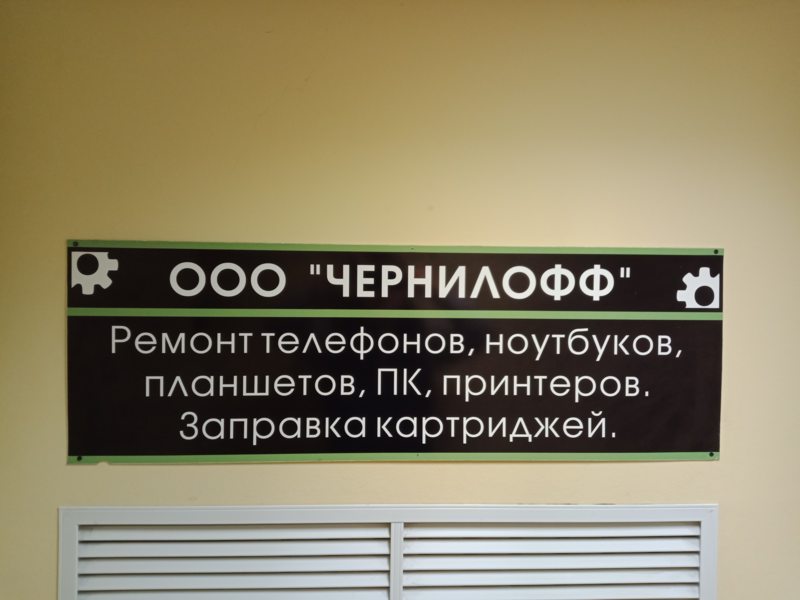 ООО "ЧЕРНИЛОФФ"
Ремонт телефонов, ноутбуков,
планшетов, ПК, принтеров.
Заправка картриджей.